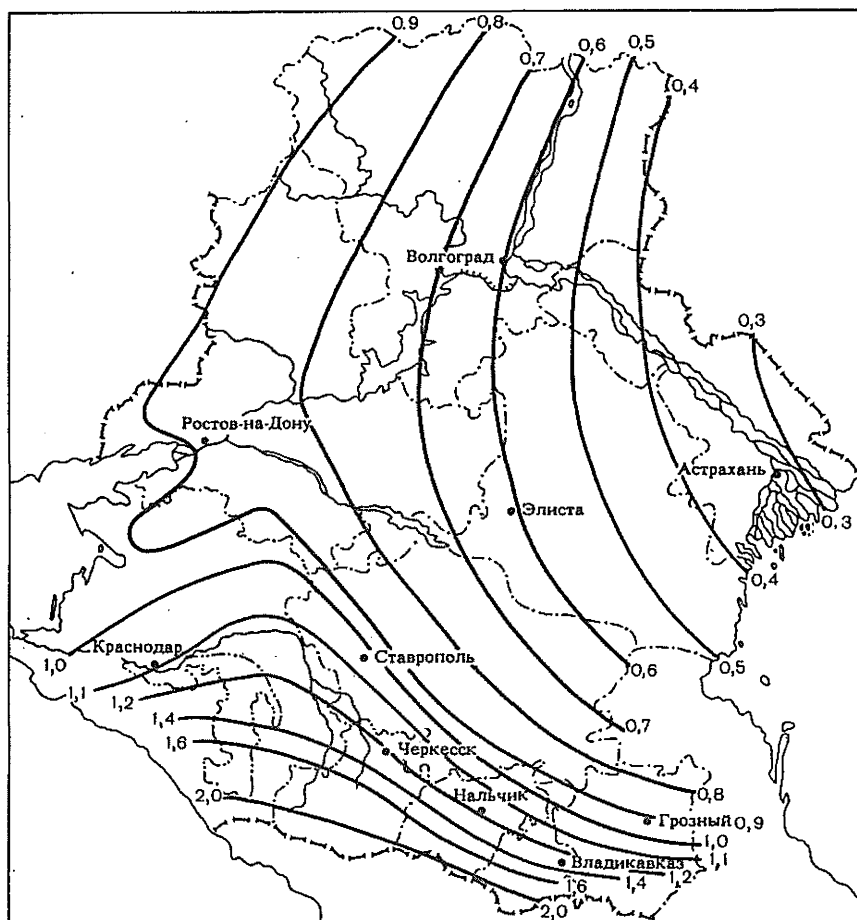 0.9
0,8
0,7
0,6
0,5
0,4
Волгоград
0,3
Ростов-на-Дону
Астрахань
Элиста
0,3
0,4
Краснодар
Ставрополь
1,0
0,6
0,5
1,1
1,2
1,4
0,7
1,6
Черкесск
0,8
2,0
Нальчик
Грозный 0,9
1,0
1,1
Владикавказ
1,2
1,4
1,6
2,0